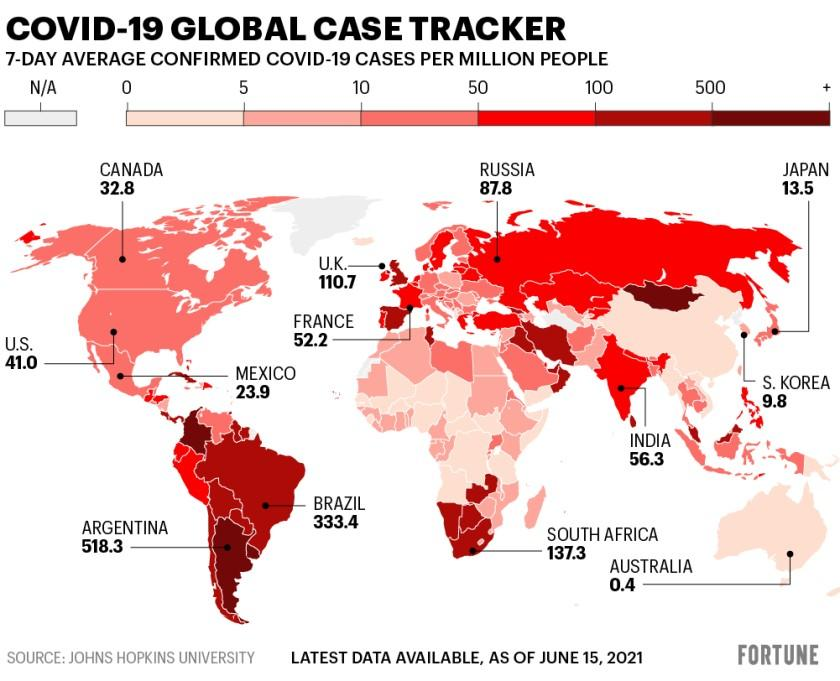 COVID-19 GLOBAL CASE TRACKER
7-DAY AVERAGE CONFIRMED COVID-19 CASES PER MILLION PEOPLE
N/A 0 5 10 50 100 500 +
CANADA
32.8
RUSSIA
87.8
JAPAN
13.5
U.K.
110.7
FRANCE
52.2
U.S.
41.0
MEXICO
23.9
S. KOREA
9.8
INDIA
56.3
BRAZIL
333.4
ARGENTINA
518.3
SOUTH AFRICA
137.3
AUSTRALIA
0.4
SOURCE: JOHNS HOPKINS UNIVERSITY LATEST DATA AVAILABLE, AS OF JUNE 15, 2021 FORTUNE